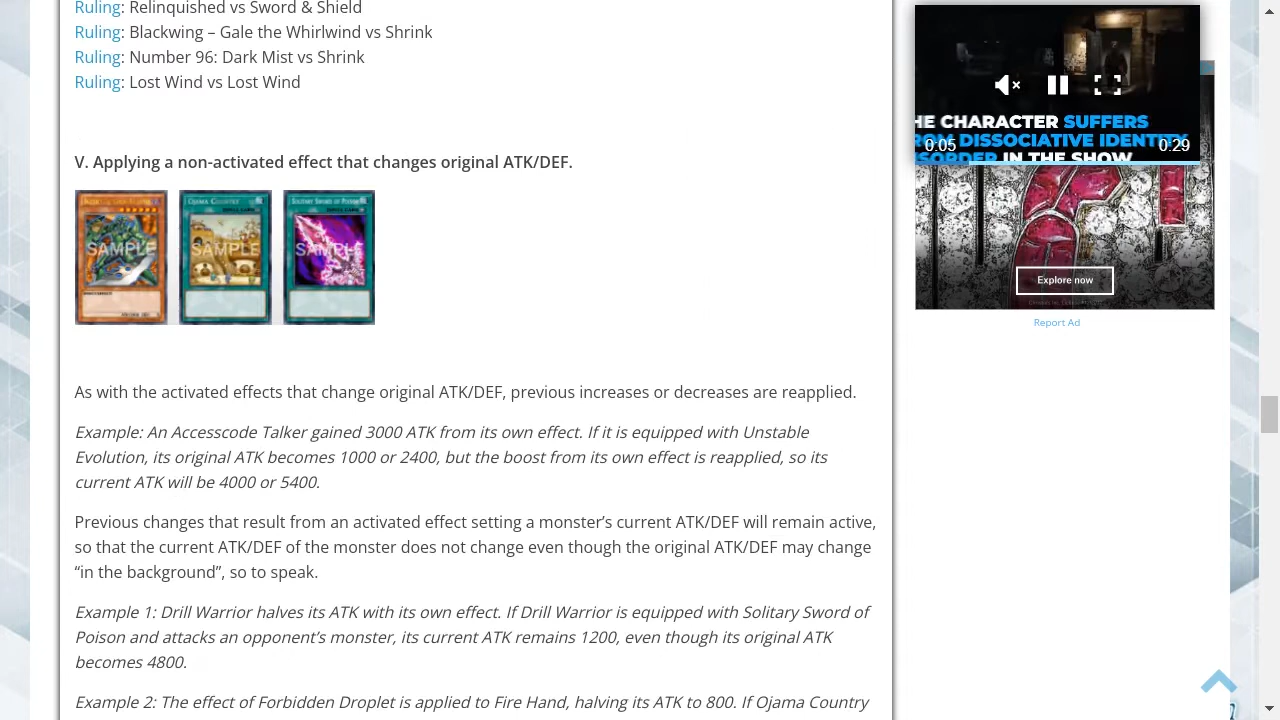 Ruling: Relinquished vs Sword & Shield
Ruling: Blackwing – Gale the Whirlwind vs Shrink
Ruling: Number 96: Dark Mist vs Shrink
Ruling: Lost Wind vs Lost Wind
V. Applying a non-activated effect that changes original ATK/DEF.
OJAMA COUNTRY
SOLITARY SWORD OF POISON
SAMPLE
SAMPLE
SAMPLE
As with the activated effects that change original ATK/DEF, previous increases or decreases are reapplied.
Example: An Accesscode Talker gained 3000 ATK from its own effect. If it is equipped with Unstable
Evolution, its original ATK becomes 1000 or 2400, but the boost from its own effect is reapplied, so its
current ATK will be 4000 or 5400.
Previous changes that result from an activated effect setting a monster’s current ATK/DEF will remain active,
so that the current ATK/DEF of the monster does not change even though the original ATK/DEF may change
“in the background”, so to speak.
Example 1: Drill Warrior halves its ATK with its own effect. If Drill Warrior is equipped with Solitary Sword of
Poison and attacks an opponent’s monster, its current ATK remains 1200, even though its original ATK
becomes 4800.
Example 2: The effect of Forbidden Droplet is applied to Fire Hand, halving its ATK to 800. If Ojama Country
HE CHARACTER SUFFERS
ROM DISSOCIATIVE IDENTITY
ISORDER IN THE SHOW
0:05
0:29
Explore now
Report Ad